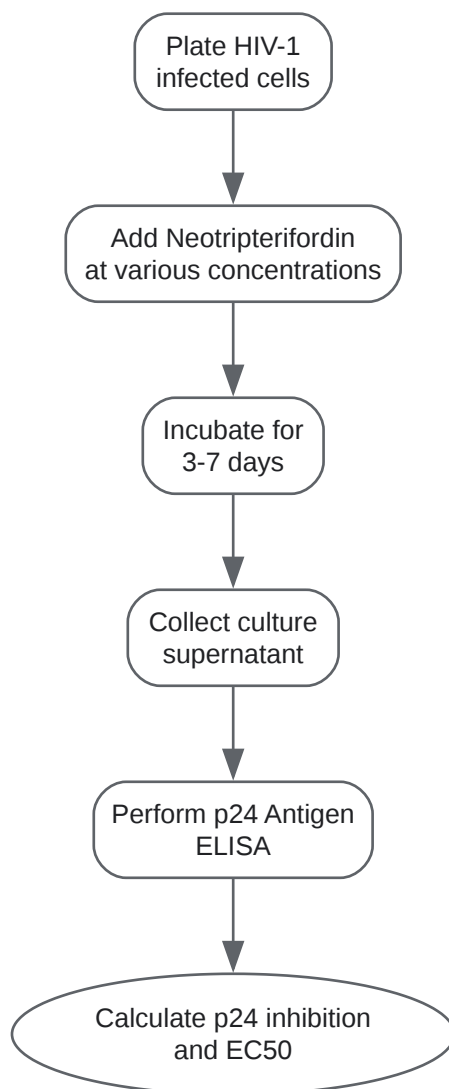 Plate HIV-1
infected cells
Add Neotripterifordin
at various concentrations
Incubate for
3-7 days
Collect culture
supernatant
Perform p24 Antigen
ELISA
Calculate p24 inhibition
and EC50